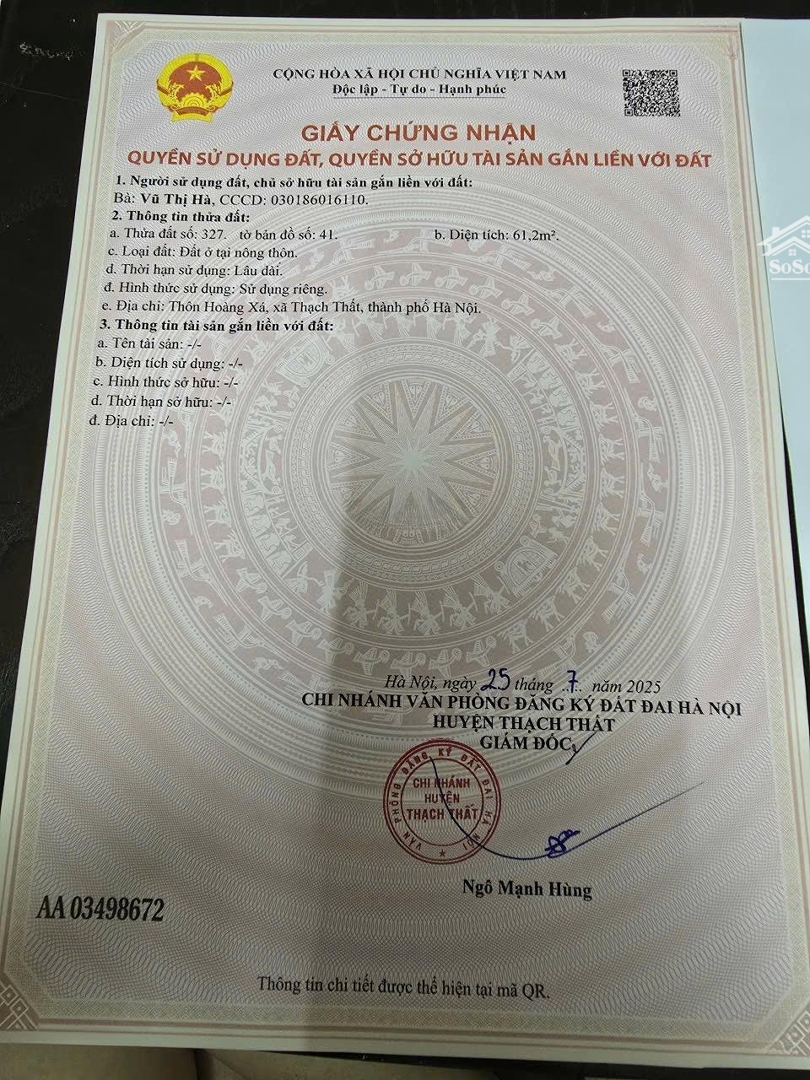 CỘNG HÒA XÃ HỘI CHỦ NGHĨA VIỆT NAM
Độc lập - Tự do - Hạnh phúc
GIẤY CHỨNG NHẬN
QUYỀN SỬ DỤNG ĐẤT, QUYỀN SỞ HỮU TÀI SẢN GẮN LIỀN VỚI ĐẤT
1. Người sử dụng đất, chủ sở hữu tài sản gắn liền với đất:
Bà: Vũ Thị Hà, CCCD: 030186016110.
2. Thông tin thửa đất:
a. Thửa đất số: 327. tờ bản đồ số: 41. b. Diện tích: 61,2m².
c. Loại đất: Đất ở tại nông thôn.
d. Thời hạn sử dụng: Lâu dài.
đ. Hình thức sử dụng: Sử dụng riêng.
e. Địa chỉ: Thôn Hoàng Xá, xã Thạch Thất, thành phố Hà Nội.
3. Thông tin tài sản gắn liền với đất:
a. Tên tài sản: -/-
b. Diện tích sử dụng: -/-
c. Hình thức sở hữu: -/-
d. Thời hạn sở hữu: -/-
đ. Địa chỉ: -/-
Hà Nội, ngày 25 tháng ..7.. năm 2025
CHI NHÁNH VĂN PHÒNG ĐĂNG KÝ ĐẤT ĐAI HÀ NỘI
HUYỆN THẠCH THẤT
GIÁM ĐỐC
VĂN PHÒNG ĐĂNG KÝ ĐẤT ĐAI HÀ NỘI
CHI NHÁNH
HUYỆN
THẠCH THẤT
Ngô Mạnh Hùng
AA 03498672
Thông tin chi tiết được thể hiện tại mã QR.